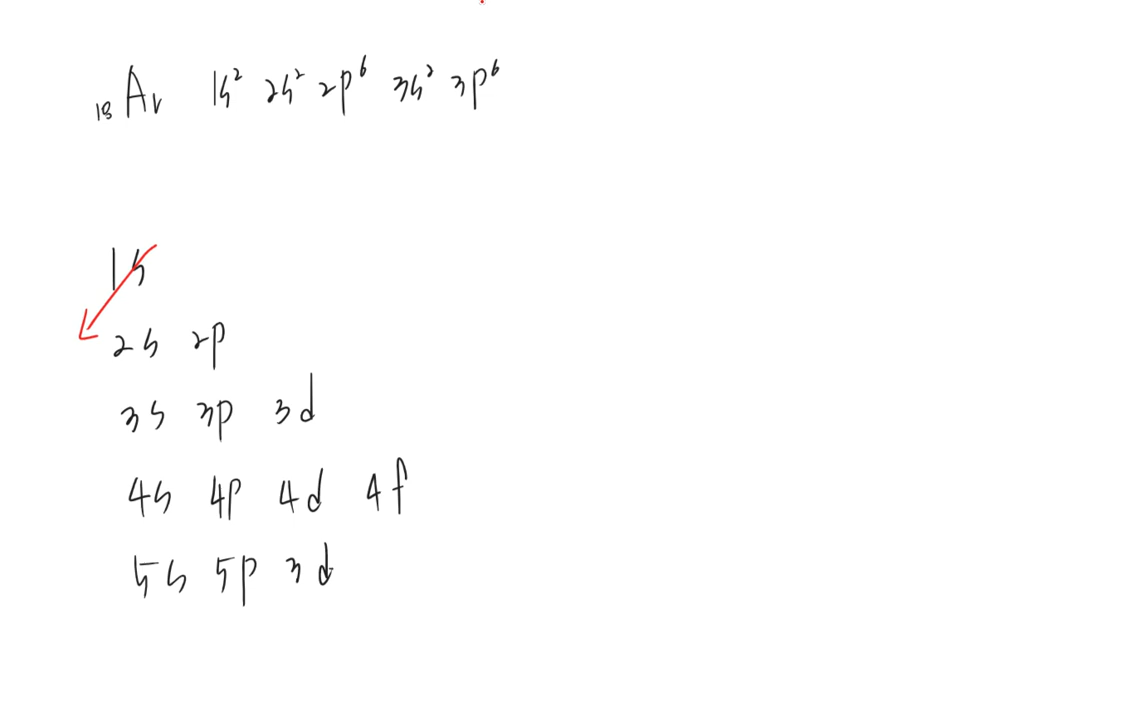 ₁₈Ar 1s² 2s² 2p⁶ 3s² 3p⁶
1s
2s 2p
3s 3p 3d
4s 4p 4d 4f
5s 5p 3d